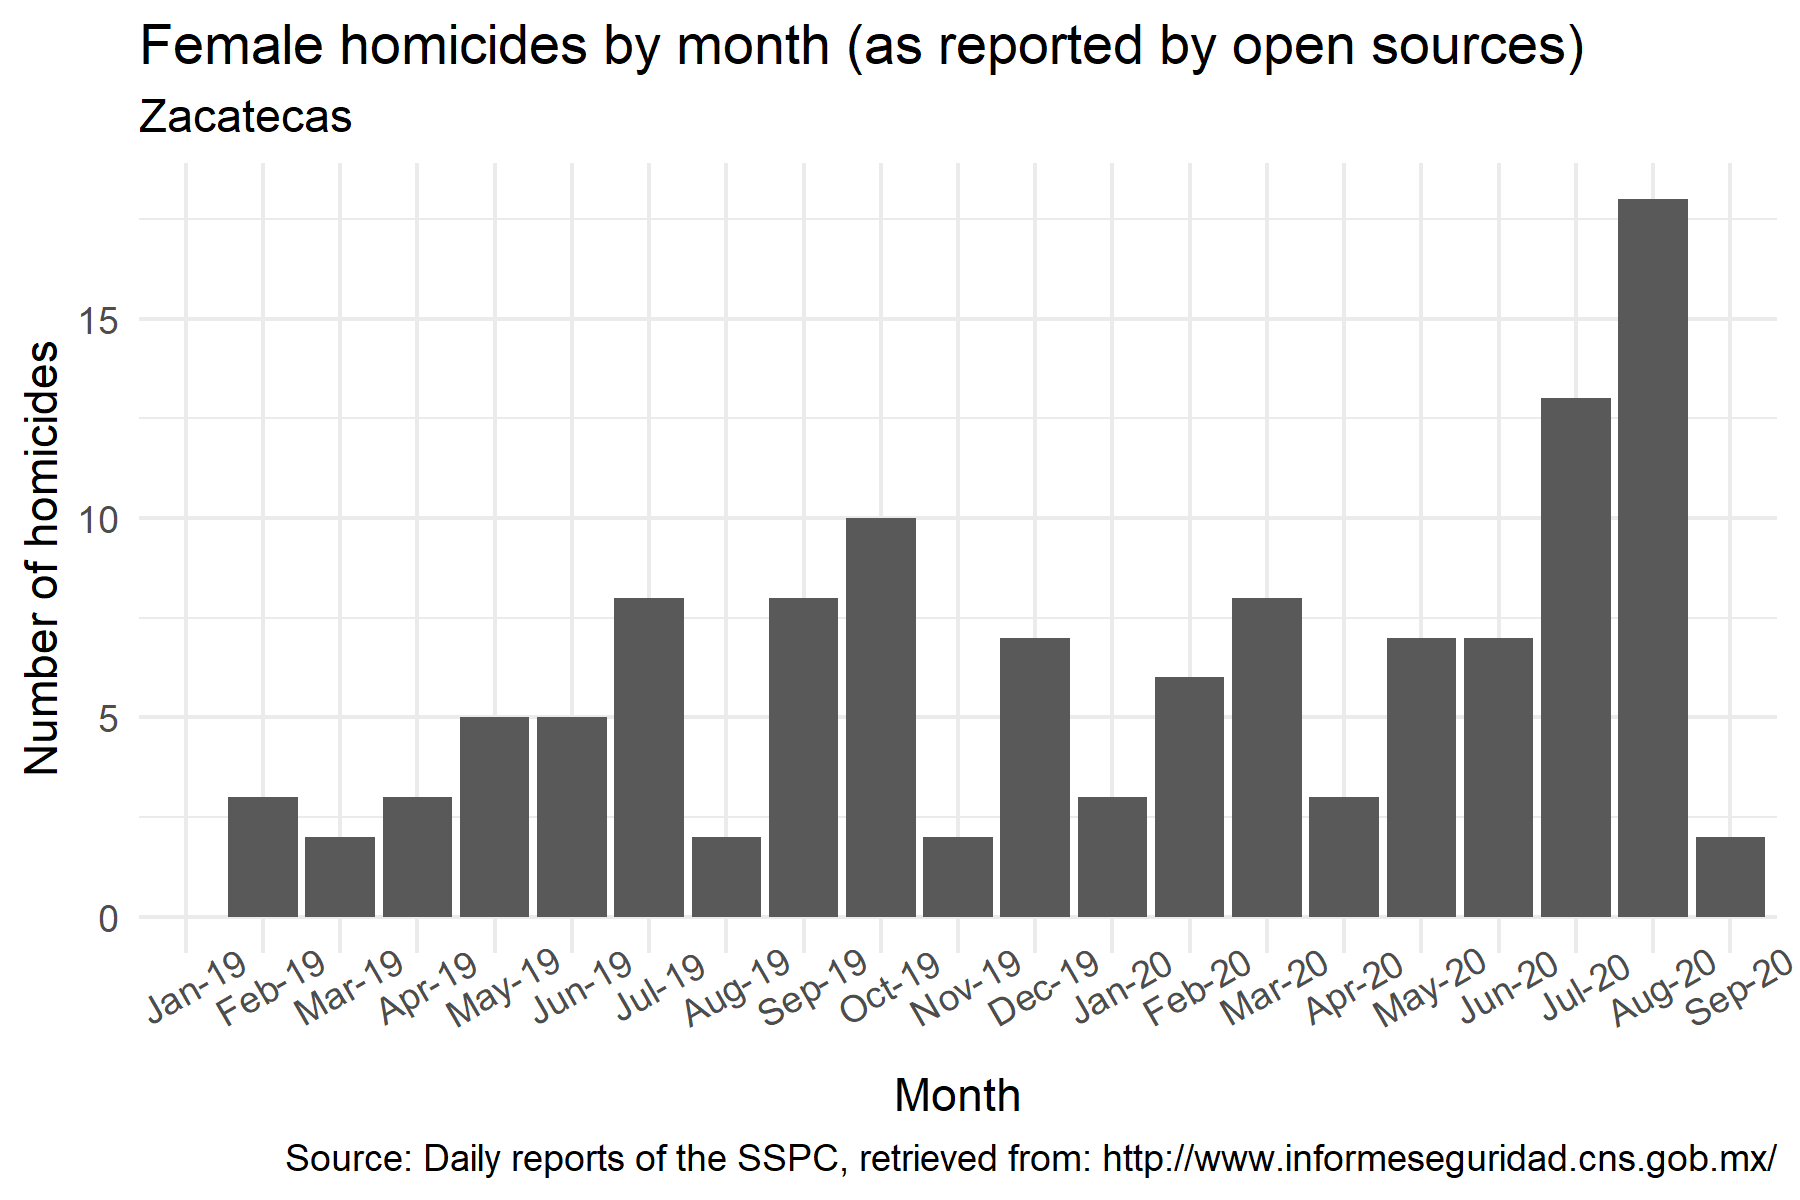 Female homicides by month (as reported by open sources)
Zacatecas
Number of homicides
15
10
5
0
Jan-19
Feb-19
Mar-19
Apr-19
May-19
Jun-19
Jul-19
Aug-19
Sep-19
Oct-19
Nov-19
Dec-19
Jan-20
Feb-20
Mar-20
Apr-20
May-20
Jun-20
Jul-20
Aug-20
Sep-20
Month
Source: Daily reports of the SSPC, retrieved from: http://www.informeseguridad.cns.gob.mx/